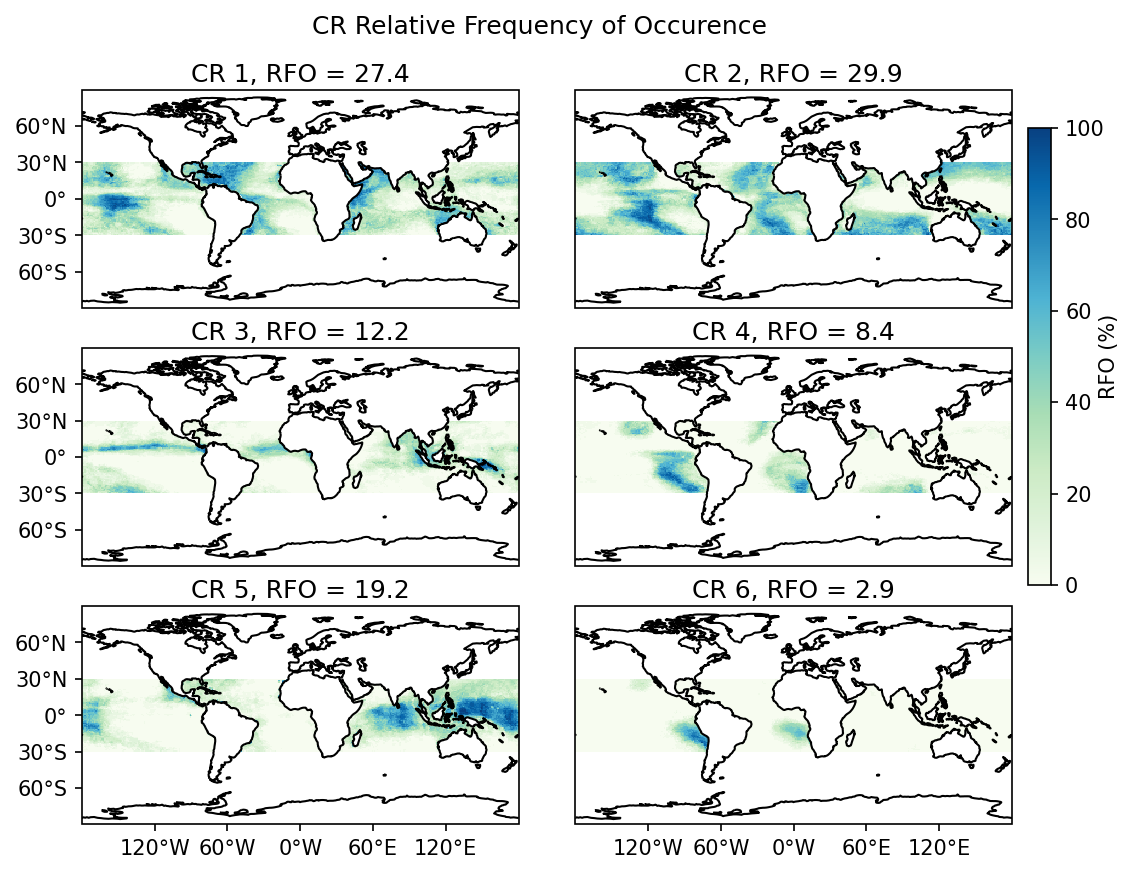 CR Relative Frequency of Occurence
CR 1, RFO = 27.4
CR 2, RFO = 29.9
60°N
30°N
0°
30°S
60°S
CR 3, RFO = 12.2
CR 4, RFO = 8.4
60°N
30°N
0°
30°S
60°S
CR 5, RFO = 19.2
CR 6, RFO = 2.9
60°N
30°N
0°
30°S
60°S
120°W 60°W 0°W 60°E 120°E
120°W 60°W 0°W 60°E 120°E
100
80
60
40
20
0
RFO (%)